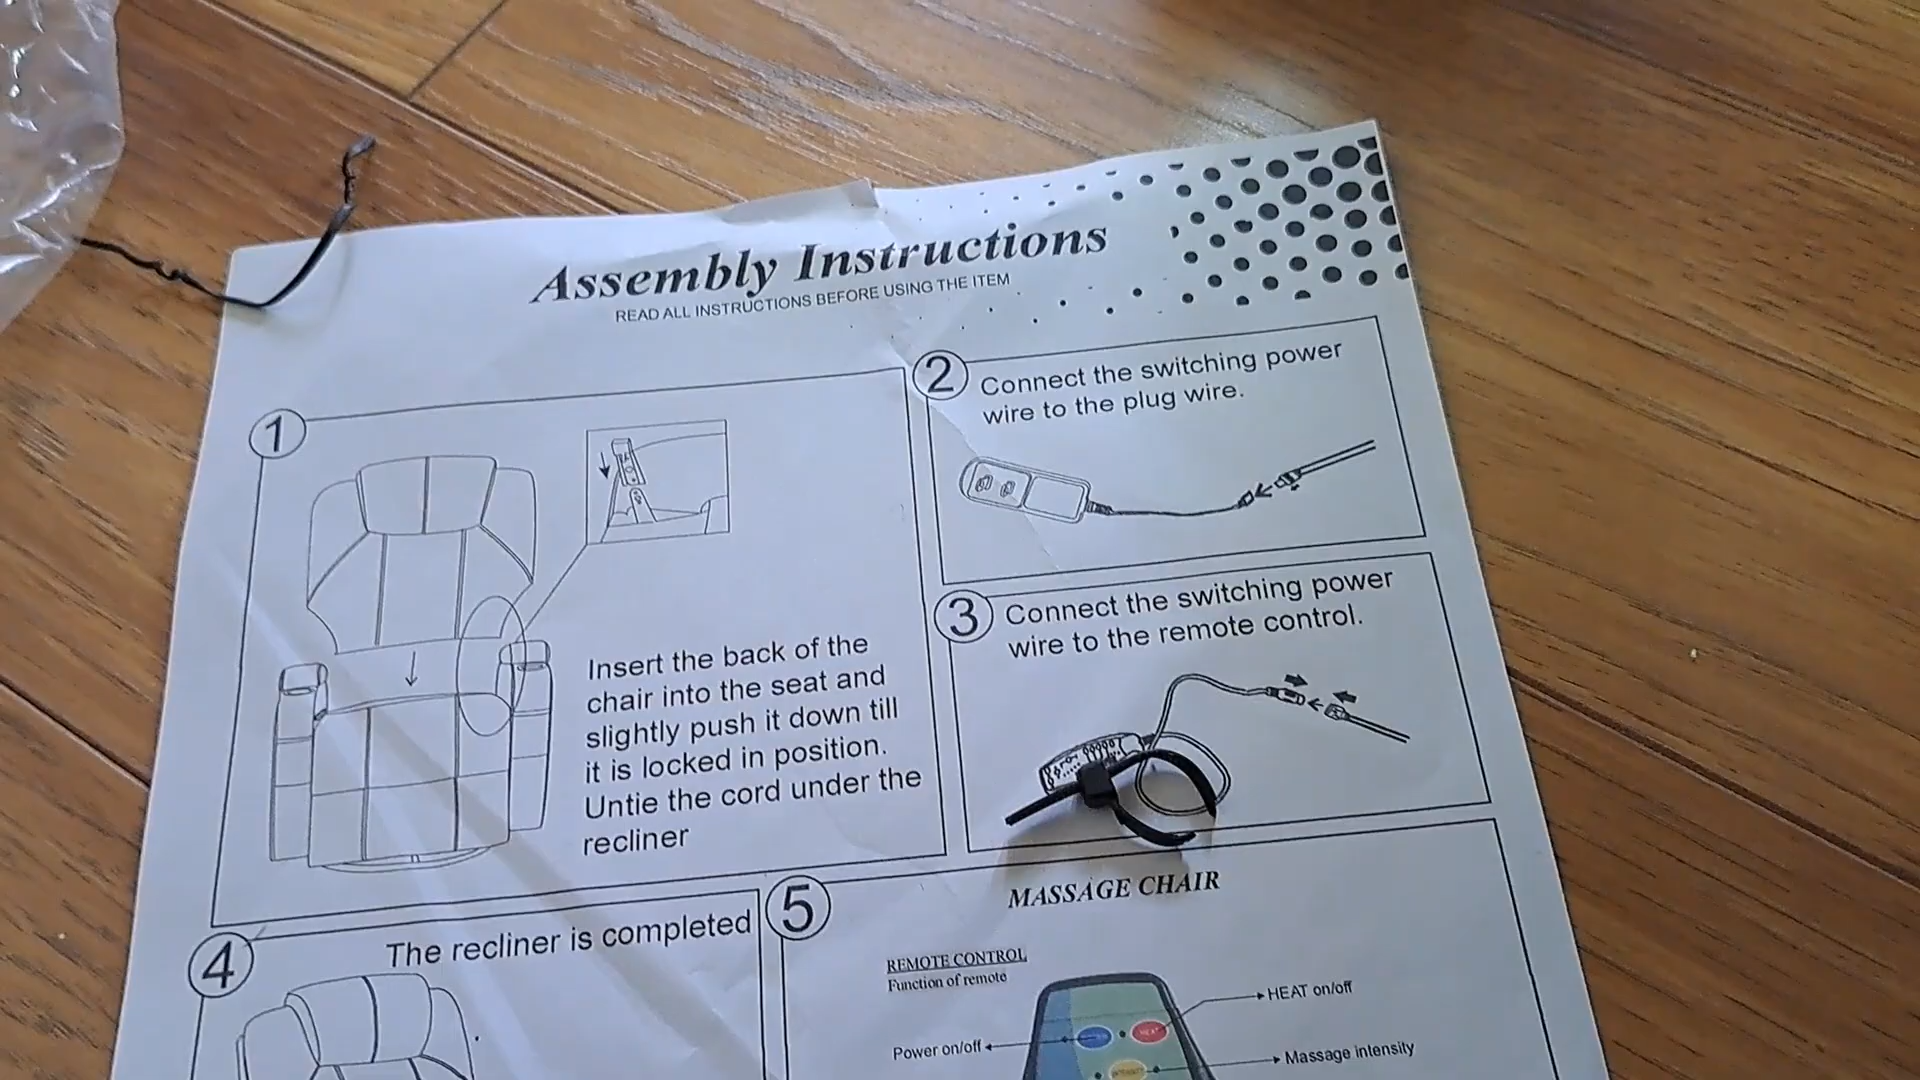 Assembly Instructions
READ ALL INSTRUCTIONS BEFORE USING THE ITEM
1
Insert the back of the
chair into the seat and
slightly push it down till
it is locked in position.
Untie the cord under the
recliner
2
Connect the switching power
wire to the plug wire.
3
Connect the switching power
wire to the remote control.
4
The recliner is completed
5
MASSAGE CHAIR
REMOTE CONTROL
Function of remote
HEAT on/off
Power on/off
Massage intensity
HEAT